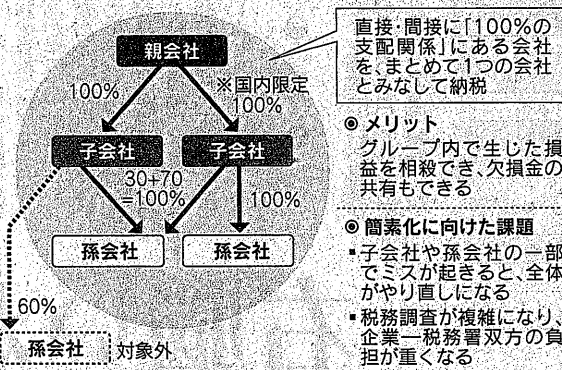 親会社
100%
※国内限定
100%
子会社
子会社
30+70
=100%
100%
孫会社
孫会社
60%
孫会社
対象外
直接・間接に「100%の
支配関係」にある会社
を、まとめて1つの会社
とみなして納税
◉メリット
グループ内で生じた損
益を相殺でき、欠損金の
共有もできる
◉簡素化に向けた課題
▪子会社や孫会社の一部
でミスが起きると、全体
がやり直しになる
▪税務調査が複雑になり、
企業―税務署双方の負
担が重くなる